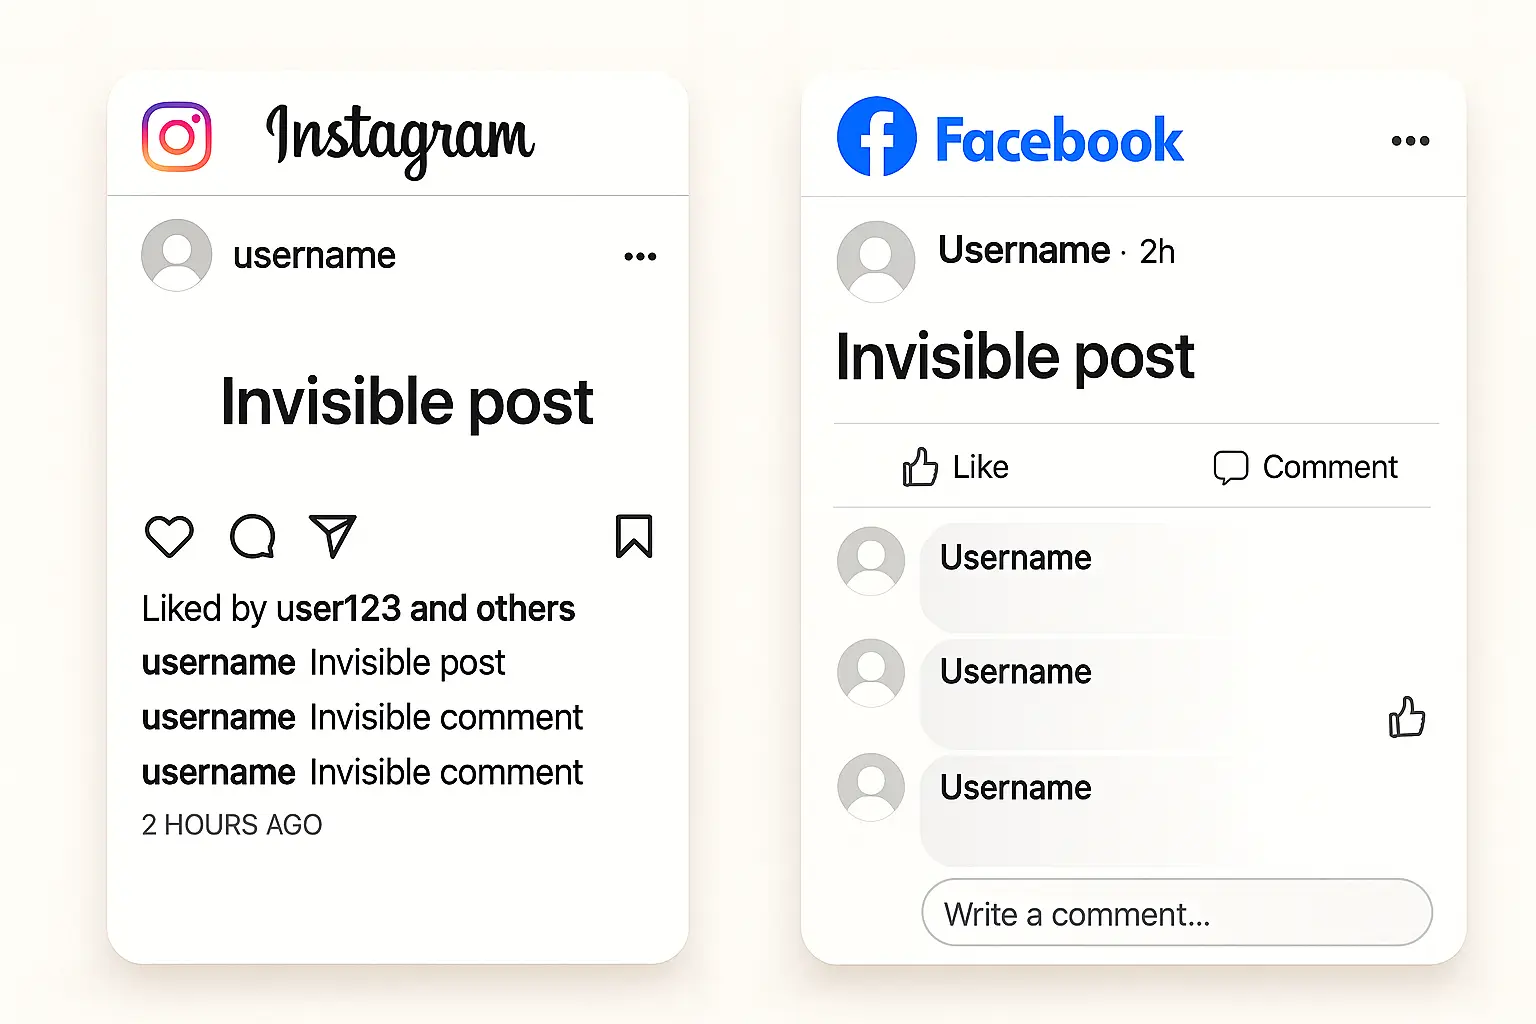 Instagram
username
Invisible post
Liked by user123 and others
username Invisible post
username Invisible comment
username Invisible comment
2 HOURS AGO
Facebook
Username · 2h
Invisible post
Like Comment
Username
Username
Username
Write a comment...